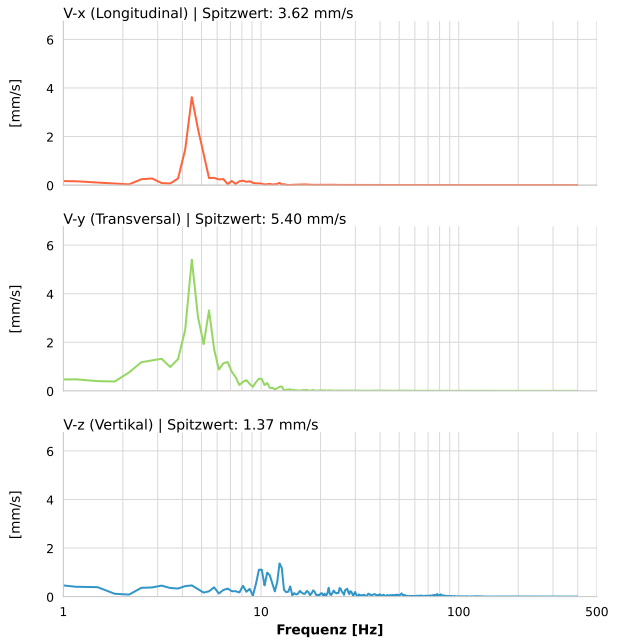 V-x (Longitudinal) | Spitzwert: 3.62 mm/s
6
4
2
0
[mm/s]
V-y (Transversal) | Spitzwert: 5.40 mm/s
6
4
2
0
[mm/s]
V-z (Vertikal) | Spitzwert: 1.37 mm/s
6
4
2
0
[mm/s]
1 10 100 500
Frequenz [Hz]